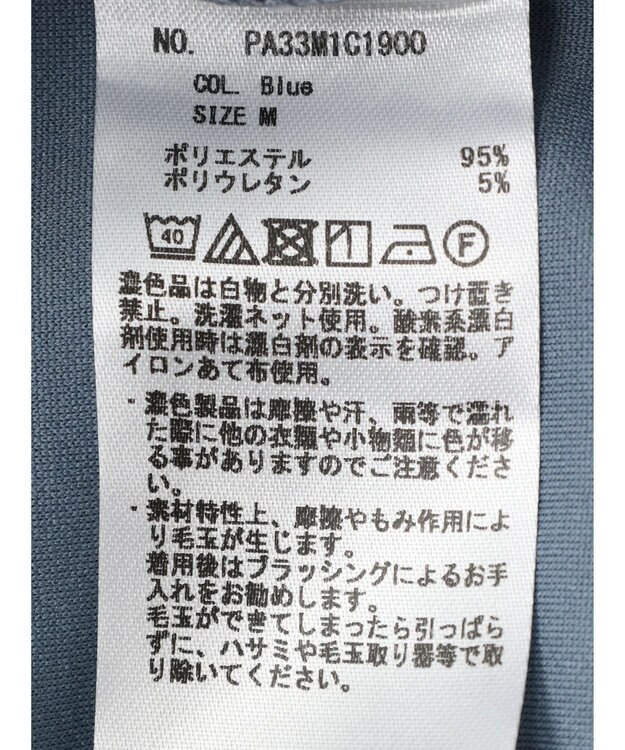 NO. PA33M1C1900
COL. Blue
SIZE M
ポリエステル 95%
ポリウレタン 5%
40 F
濃色品は白物と分別洗い。つけ置き
禁止。洗濯ネット使用。酸素系漂白
剤使用時は漂白剤の表示を確認。ア
イロンあて布使用。
・濃色製品は摩擦や汗、雨等で濡れ
た際に他の衣類や小物類に色が移
る事がありますのでご注意くださ
い。
・素材特性上、摩擦やもみ作用によ
り毛玉が生じます。
着用後はブラッシングによるお手
入れをお勧めします。
毛玉ができてしまったら引っぱら
ずに、ハサミや毛玉取り器等で取
り除いてください。